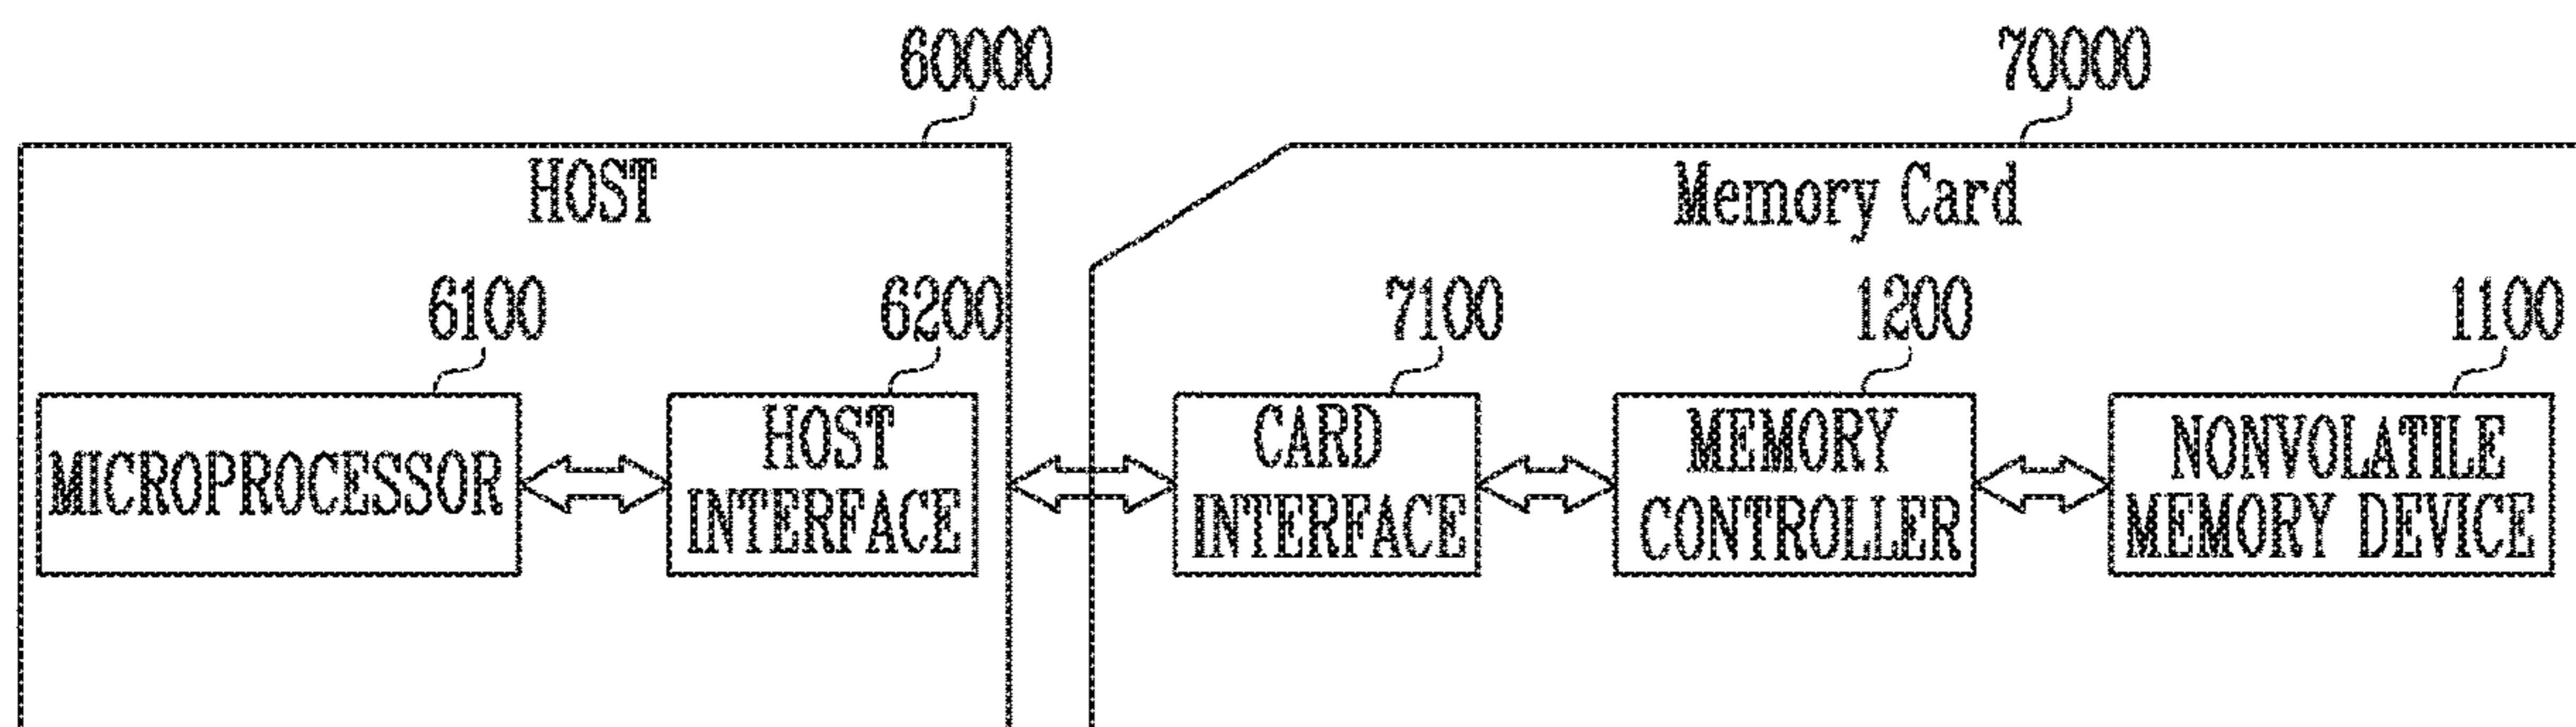 60000
70000
HOST
Memory Card
6100
6200
7100
1200
1100
MICROPROCESSOR
HOST
INTERFACE
CARD
INTERFACE
MEMORY
CONTROLLER
NONVOLATILE
MEMORY DEVICE